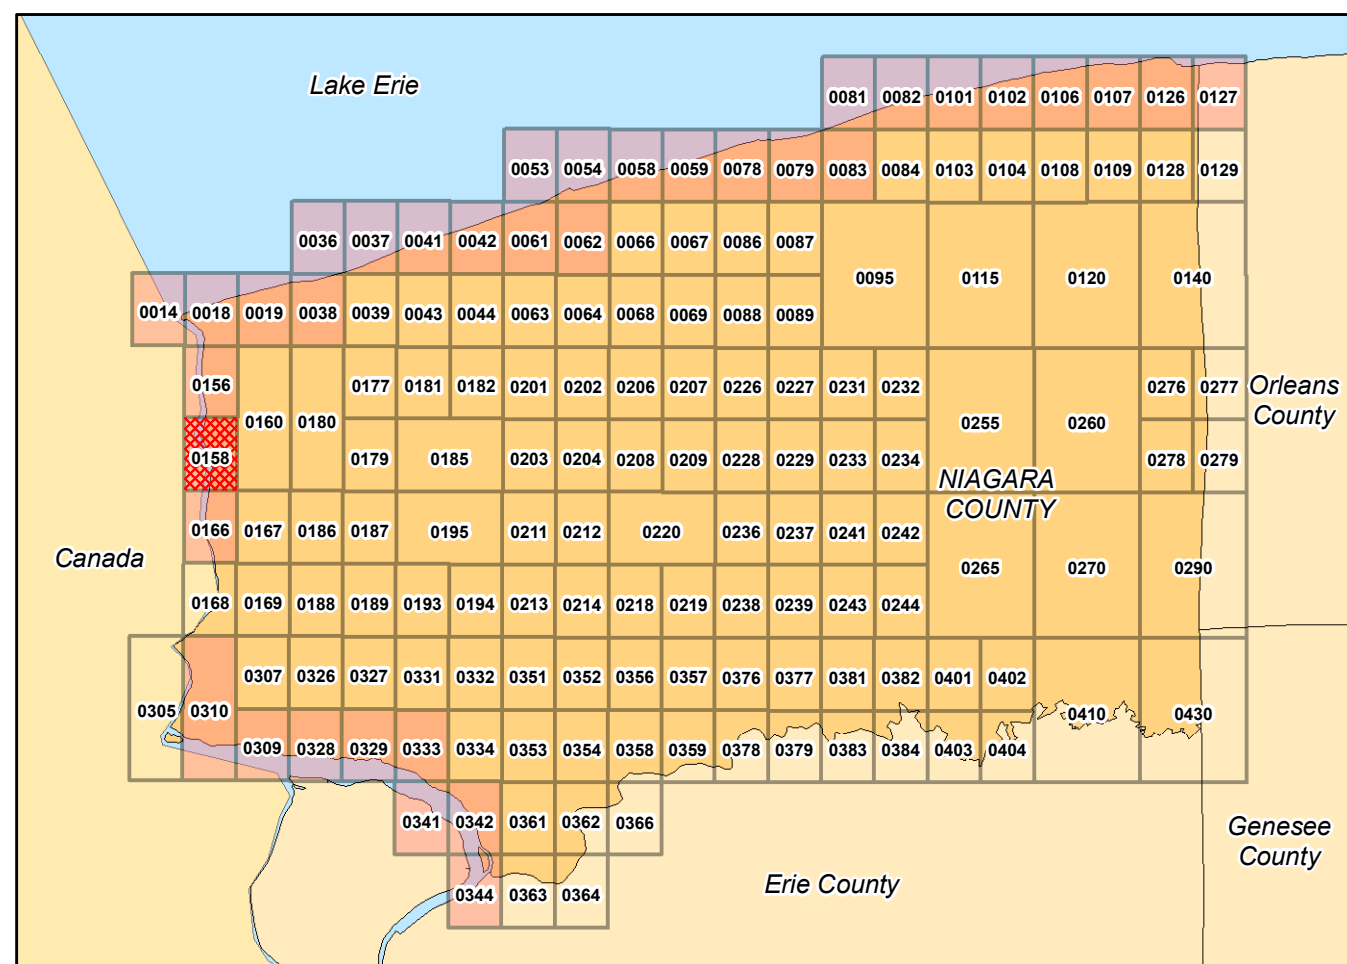 Lake Erie
0081 0082 0101 0102 0106 0107 0126 0127
0053 0054 0058 0059 0078 0079 0083 0084 0103 0104 0108 0109 0128 0129
0036 0037 0041 0042 0061 0062 0066 0067 0086 0087
0095 0115 0120 0140
0014 0018 0019 0038 0039 0043 0044 0063 0064 0068 0069 0088 0089
0156 0177 0181 0182 0201 0202 0206 0207 0226 0227 0231 0232 0276 0277
Orleans
County
0160 0180 0255 0260
0158 0179 0185 0203 0204 0208 0209 0228 0229 0233 0234 0278 0279
NIAGARA
COUNTY
0166 0167 0186 0187 0195 0211 0212 0220 0236 0237 0241 0242
Canada
0265 0270 0290
0168 0169 0188 0189 0193 0194 0213 0214 0218 0219 0238 0239 0243 0244
0307 0326 0327 0331 0332 0351 0352 0356 0357 0376 0377 0381 0382 0401 0402
0305 0310 0410 0430
0309 0328 0329 0333 0334 0353 0354 0358 0359 0378 0379 0383 0384 0403 0404
0341 0342 0361 0362 0366
Genesee
County
Erie County
0344 0363 0364